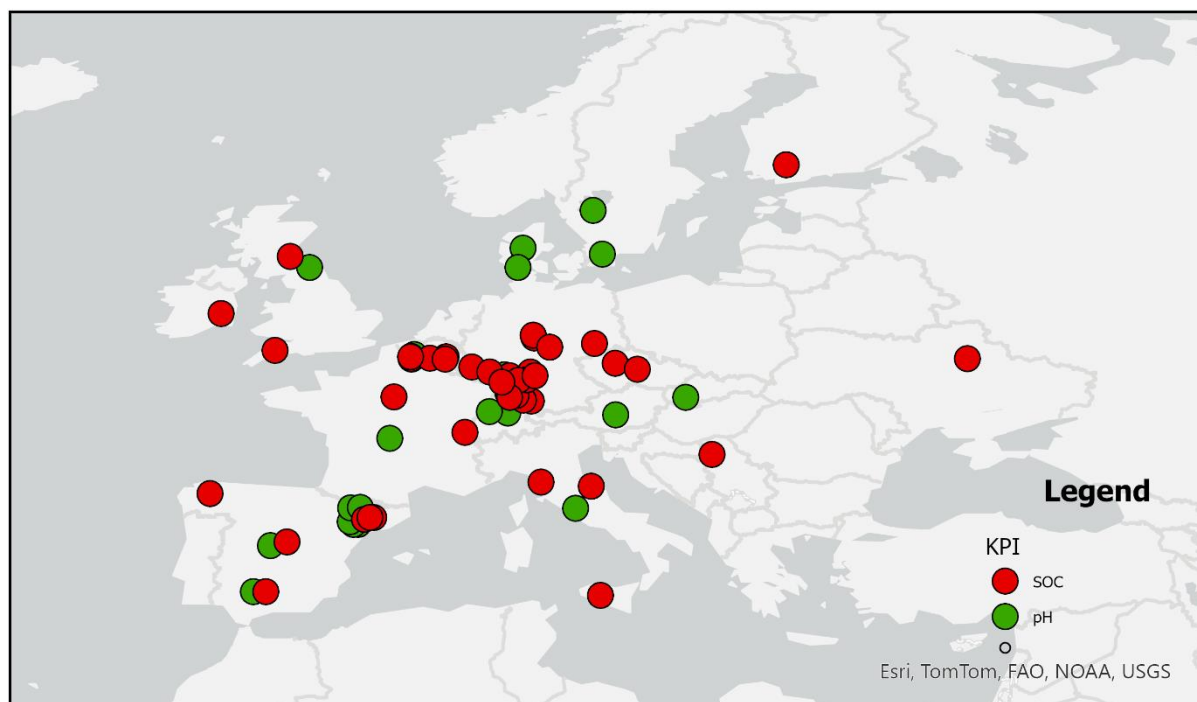 Legend
KPI
SOC
pH
Esri, TomTom, FAO, NOAA, USGS